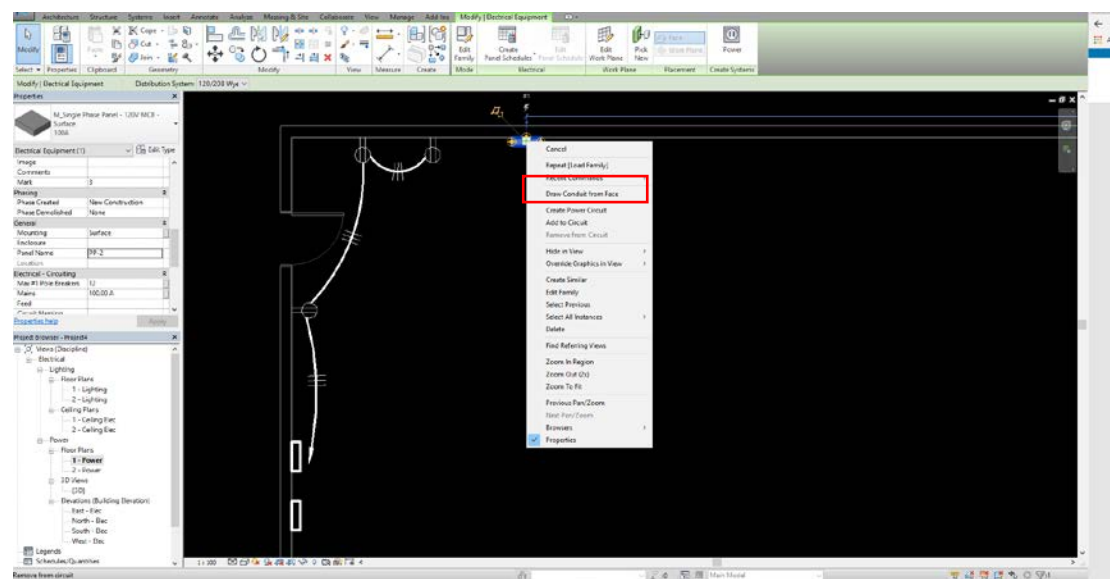 Architecture Structure Systems Insert Annotate Analyze Massing & Site Collaborate View Manage Add-Ins Modify | Electrical Equipment
Modify
Cope
Cut
Join
Edit Family
Create Panel Schedules
Edit
Edit Work Plane
Pick New
Face
Work Plane
Power
Select Properties Clipboard Geometry Modify View Measure Create Mode Electrical Work Plane Placement Create Systems
Modify | Electrical Equipment Distribution System: 120/208 Wye
Properties
M_Single Phase Panel - 120V MCB - Surface
100A
Electrical Equipment (1) Edit Type
Image
Comments
Mark 3
Phasing
Phase Created New Construction
Phase Demolished None
General
Mounting Surface
Enclosure
Panel Name PP-2
Location
Electrical - Circuiting
Max #1 Pole Breakers 12
Mains 100,00 A
Feed
Properties help Apply
Project Browser - Project4
Views (Discipline)
Electrical
Lighting
Floor Plans
1 - Lighting
2 - Lighting
Ceiling Plans
1 - Ceiling Elec
2 - Ceiling Elec
Power
Floor Plans
1 - Power
2 - Power
3D Views
{3D}
Elevations (Building Elevation)
East - Elec
North - Elec
South - Elec
West - Elec
Legends
Schedules/Quantities
Cancel
Repeat [Load Family]
Recent Commands
Draw Conduit from Face
Create Power Circuit
Add to Circuit
Remove from Circuit
Hide in View
Override Graphics in View
Create Similar
Edit Family
Select Previous
Select All Instances
Delete
Find Referring Views
Zoom In Region
Zoom Out (2x)
Zoom To Fit
Previous Pan/Zoom
Next Pan/Zoom
Browsers
Properties
1 : 100
Remove from circuit
Main Model
:1